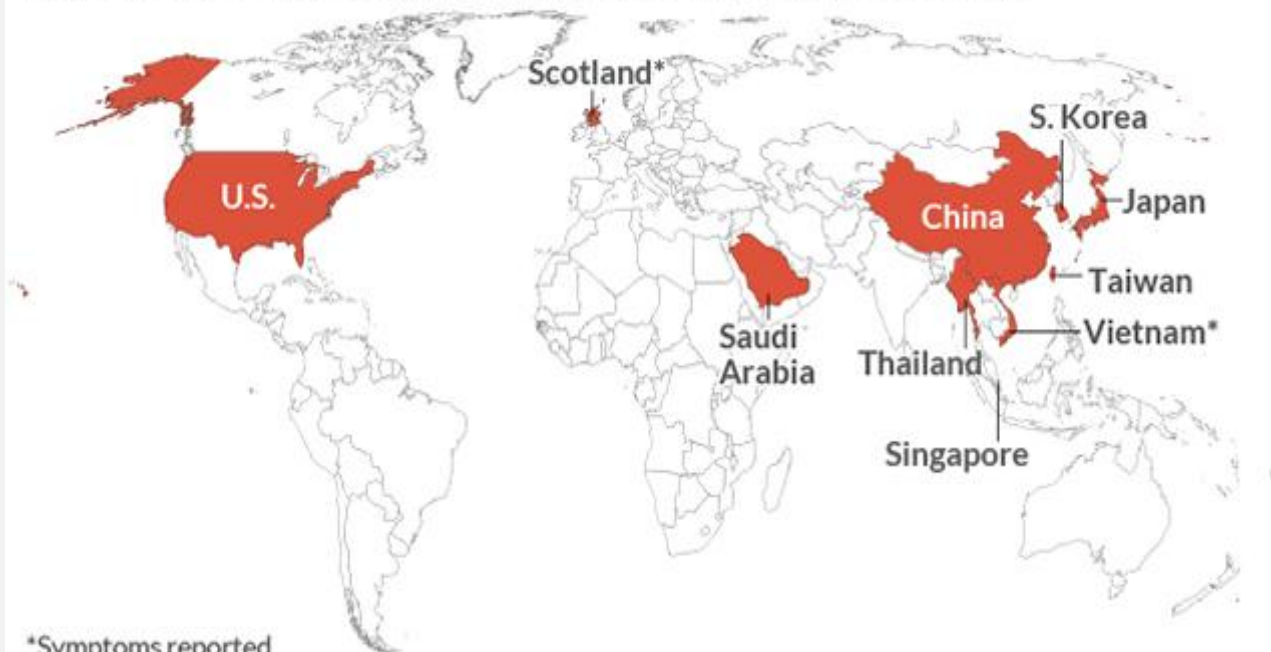 Scotland*
S. Korea
U.S.
China
Japan
Taiwan
Saudi
Arabia
Vietnam*
Thailand
Singapore
*Symptoms reported